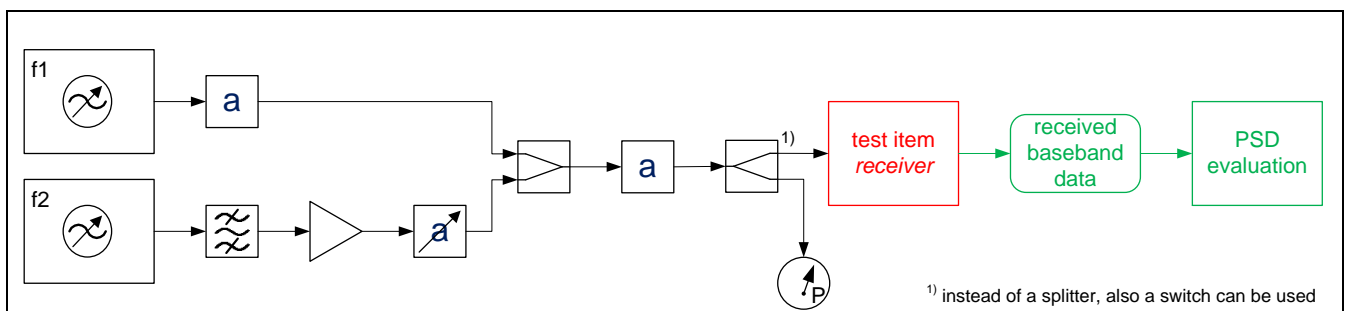 f1
a
1)
test item
receiver
received
baseband
data
PSD
evaluation
a
f2
a
P
1) instead of a splitter, also a switch can be used